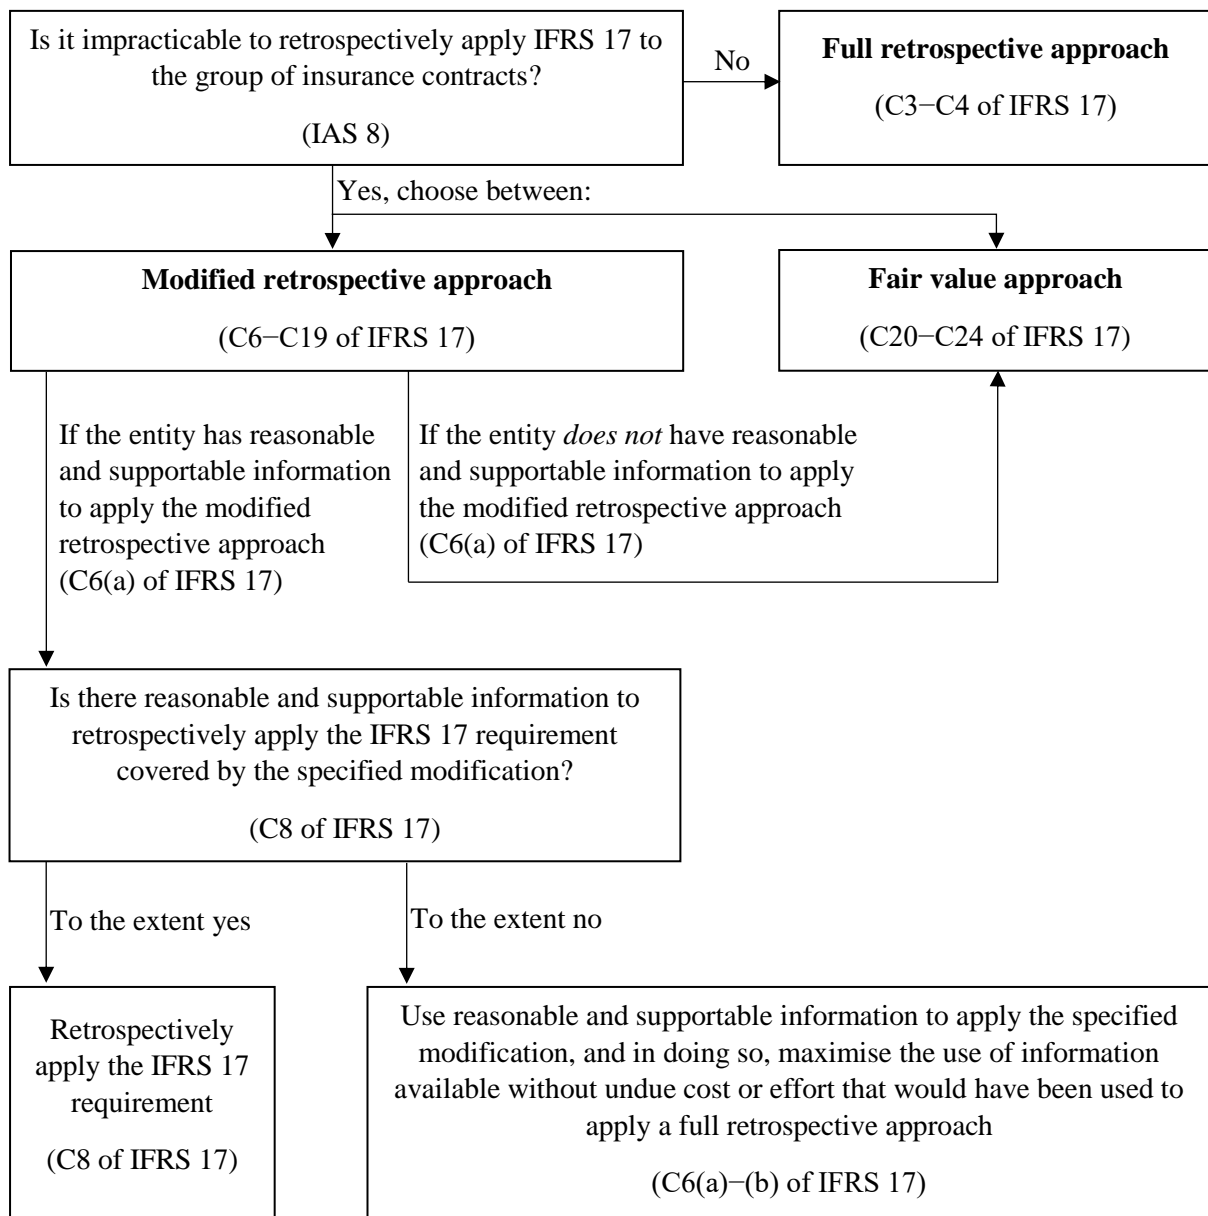 Is it impracticable to retrospectively apply IFRS 17 to
the group of insurance contracts?
(IAS 8)
No
Full retrospective approach
(C3−C4 of IFRS 17)
Yes, choose between:
Modified retrospective approach
(C6−C19 of IFRS 17)
Fair value approach
(C20−C24 of IFRS 17)
If the entity has reasonable
and supportable information
to apply the modified
retrospective approach
(C6(a) of IFRS 17)
If the entity does not have reasonable
and supportable information to apply
the modified retrospective approach
(C6(a) of IFRS 17)
Is there reasonable and supportable information to
retrospectively apply the IFRS 17 requirement
covered by the specified modification?
(C8 of IFRS 17)
To the extent yes
To the extent no
Retrospectively
apply the IFRS 17
requirement
(C8 of IFRS 17)
Use reasonable and supportable information to apply the specified
modification, and in doing so, maximise the use of information
available without undue cost or effort that would have been used to
apply a full retrospective approach
(C6(a)−(b) of IFRS 17)